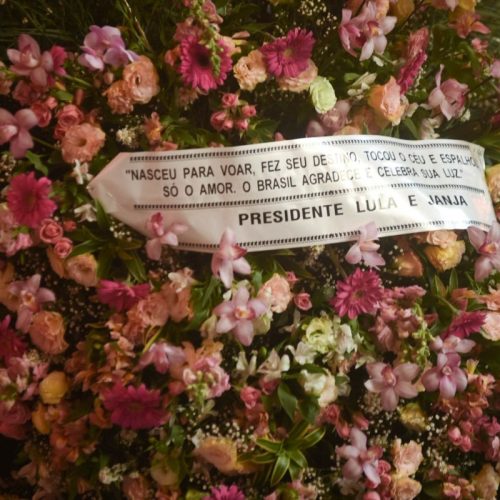 "NASCEU PARA VOAR, FEZ SEU DESTINO, TOCOU O CÉU E ESPALHOU
SÓ O AMOR. O BRASIL AGRADECE E CELEBRA SUA LUZ".
PRESIDENTE LULA E JANJA